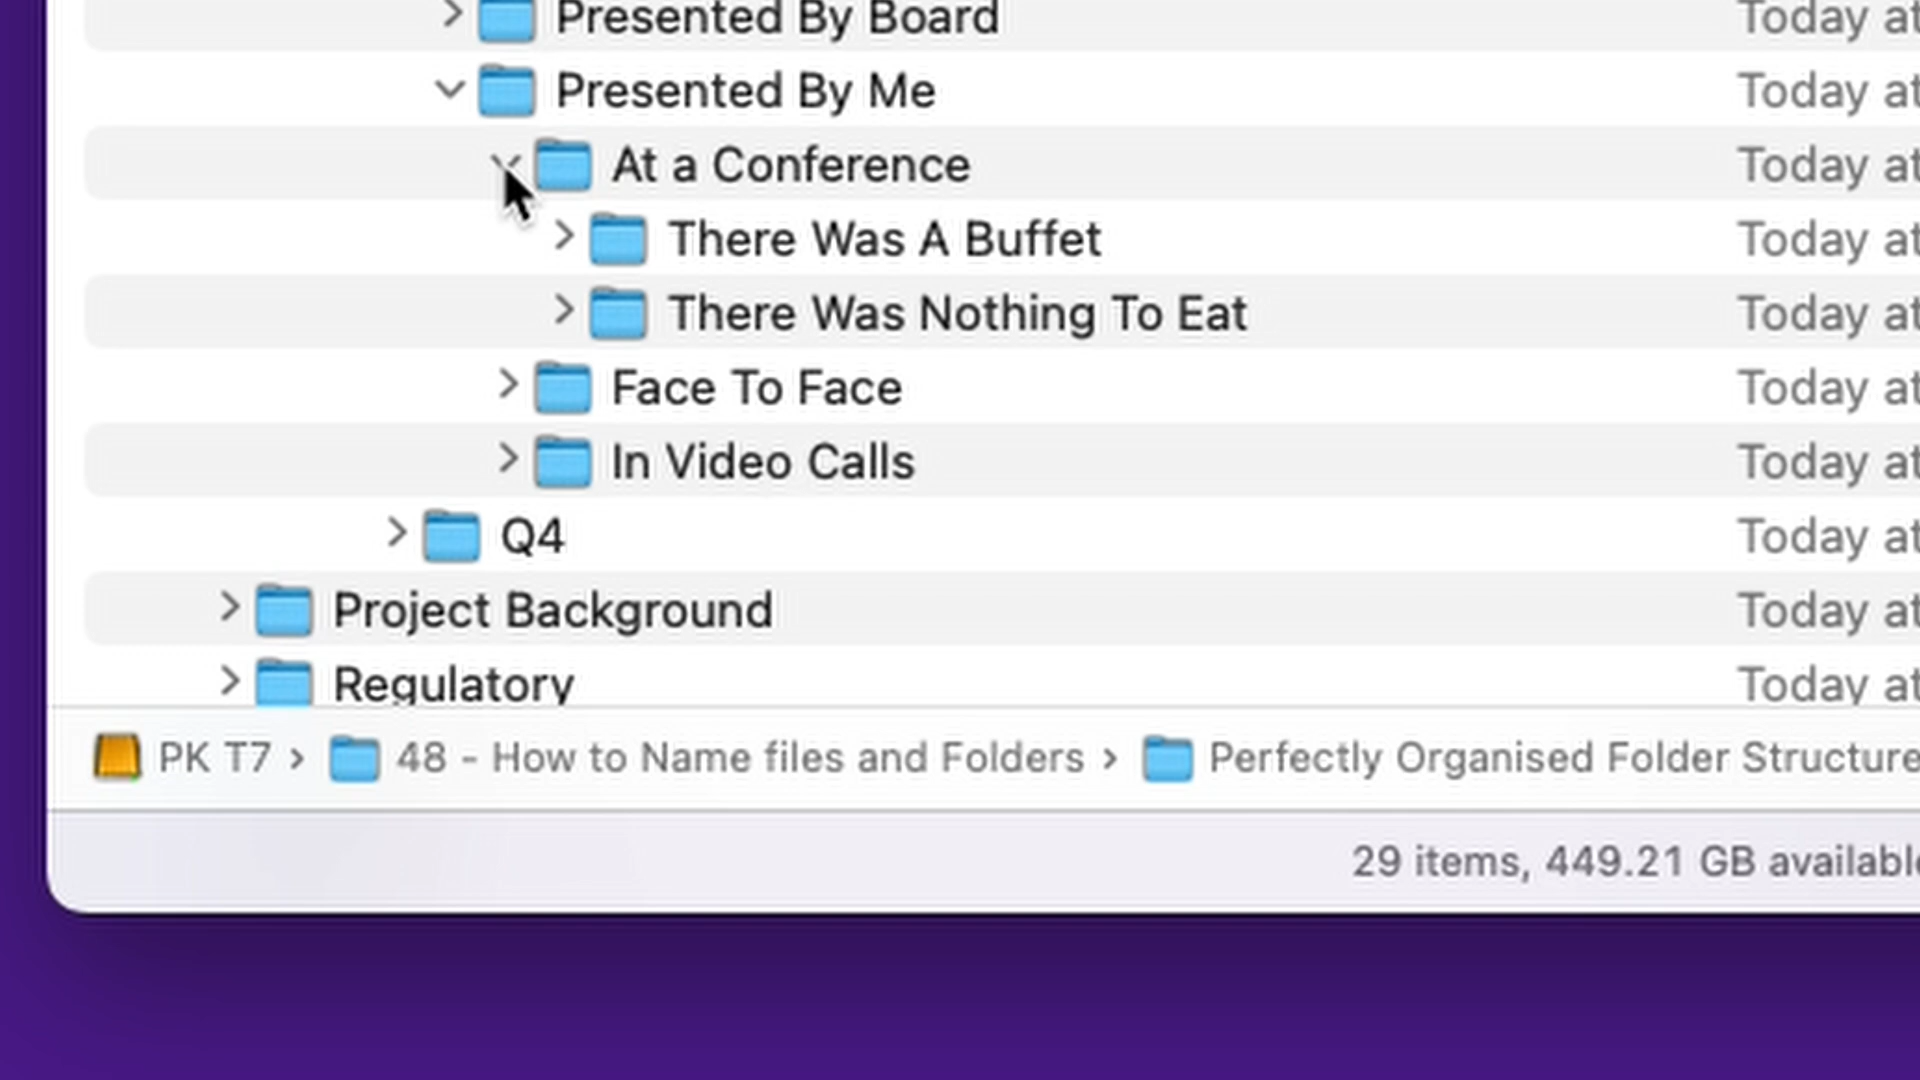 Presented By Board Today at
Presented By Me Today at
At a Conference Today at
There Was A Buffet Today at
There Was Nothing To Eat Today at
Face To Face Today at
In Video Calls Today at
Q4 Today at
Project Background Today at
Regulatory Today at
PK T7 › 48 - How to Name files and Folders › Perfectly Organised Folder Structure
29 items, 449.21 GB available